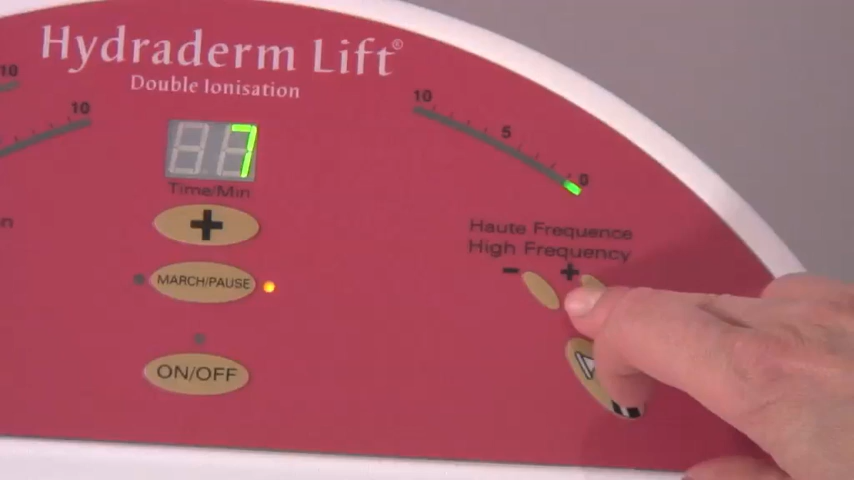 Hydraderm Lift®
Double Ionisation
10
10
10
5
0
7
Time/Min
+
n
Haute Frequence
High Frequency
- +
MARCH/PAUSE
ON/OFF